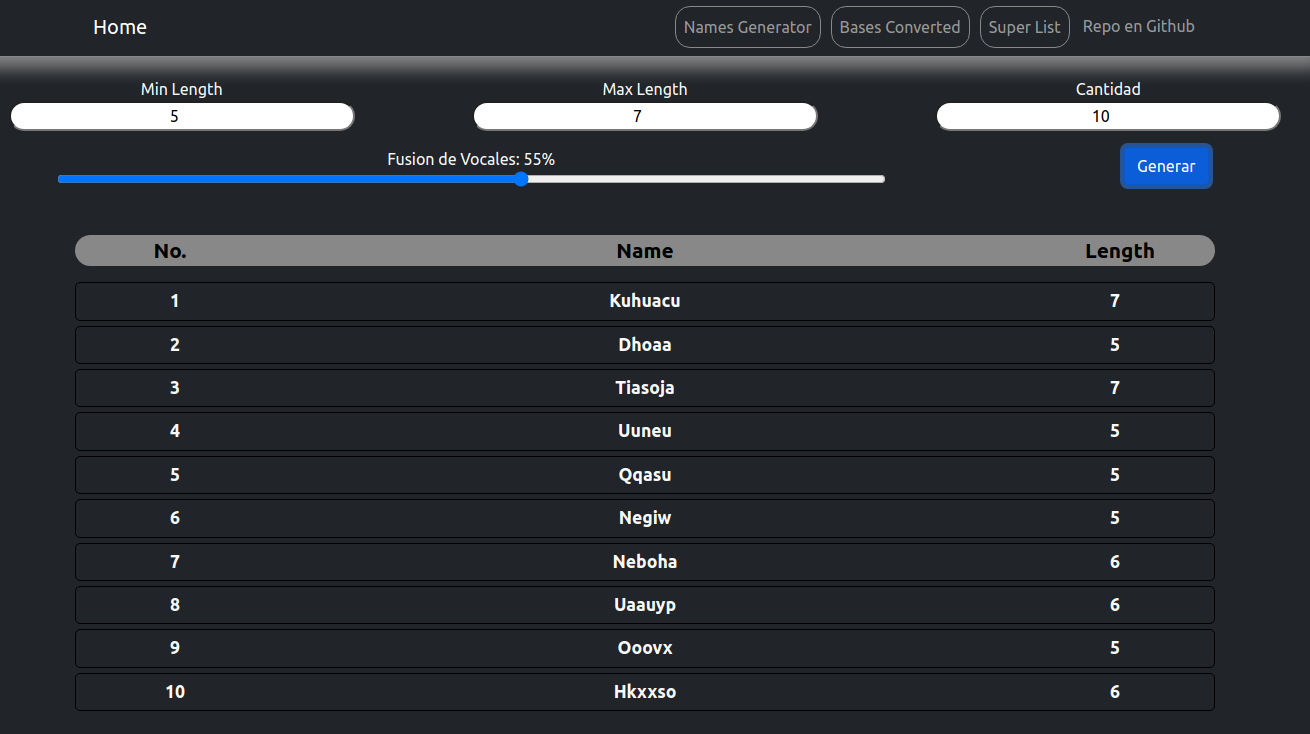 Home Names Generator Bases Converted Super List Repo en Github
Min Length Max Length Cantidad
5 7 10
Fusion de Vocales: 55%
Generar
No. Name Length
1 Kuhuacu 7
2 Dhoaa 5
3 Tiasoja 7
4 Uuneu 5
5 Qqasu 5
6 Negiw 5
7 Neboha 6
8 Uaauyp 6
9 Ooovx 5
10 Hkxxso 6